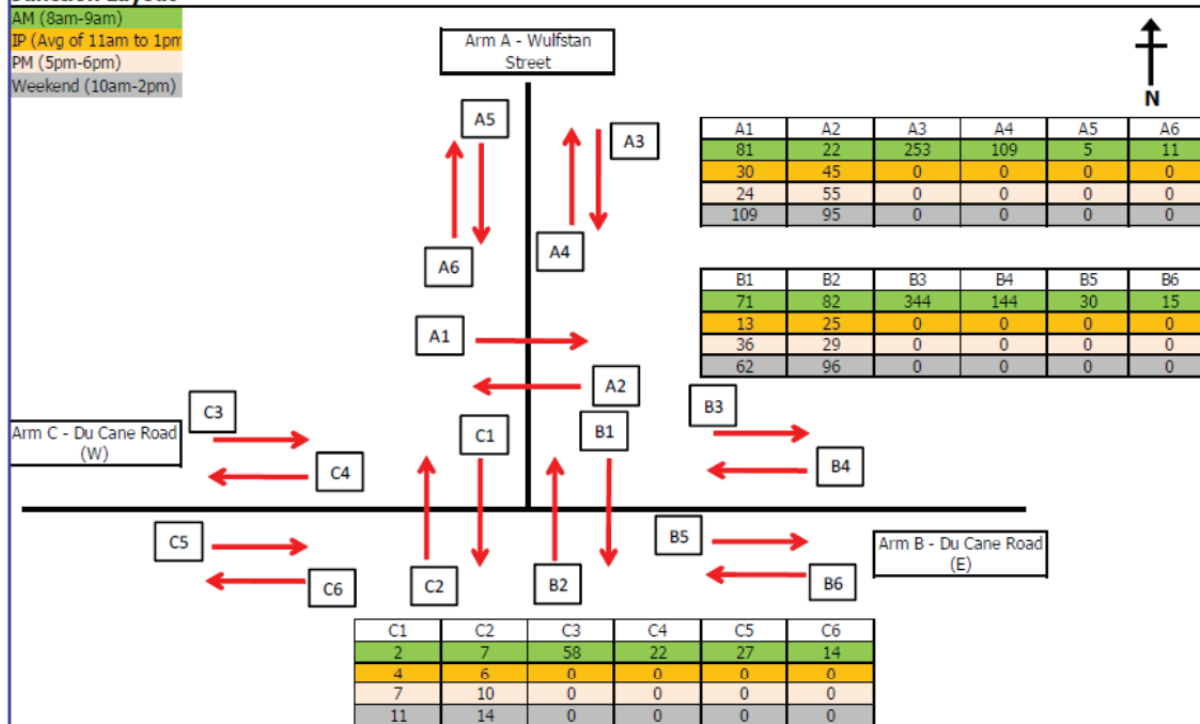 AM (8am-9am)
IP (Avg of 11am to 1pm
PM (5pm-6pm)
Weekend (10am-2pm)
Arm A - Wulfstan
Street
N
A5
A3
A6
A4
A1
A2
A1 A2 A3 A4 A5 A6
81 22 253 109 5 11
30 45 0 0 0 0
24 55 0 0 0 0
109 95 0 0 0 0
B1 B2 B3 B4 B5 B6
71 82 344 144 30 15
13 25 0 0 0 0
36 29 0 0 0 0
62 96 0 0 0 0
C3
Arm C - Du Cane Road
(W)
C4
C1
B1
B3
B4
C5
C6
C2
B2
B5
B6
Arm B - Du Cane Road
(E)
C1 C2 C3 C4 C5 C6
2 7 58 22 27 14
4 6 0 0 0 0
7 10 0 0 0 0
11 14 0 0 0 0